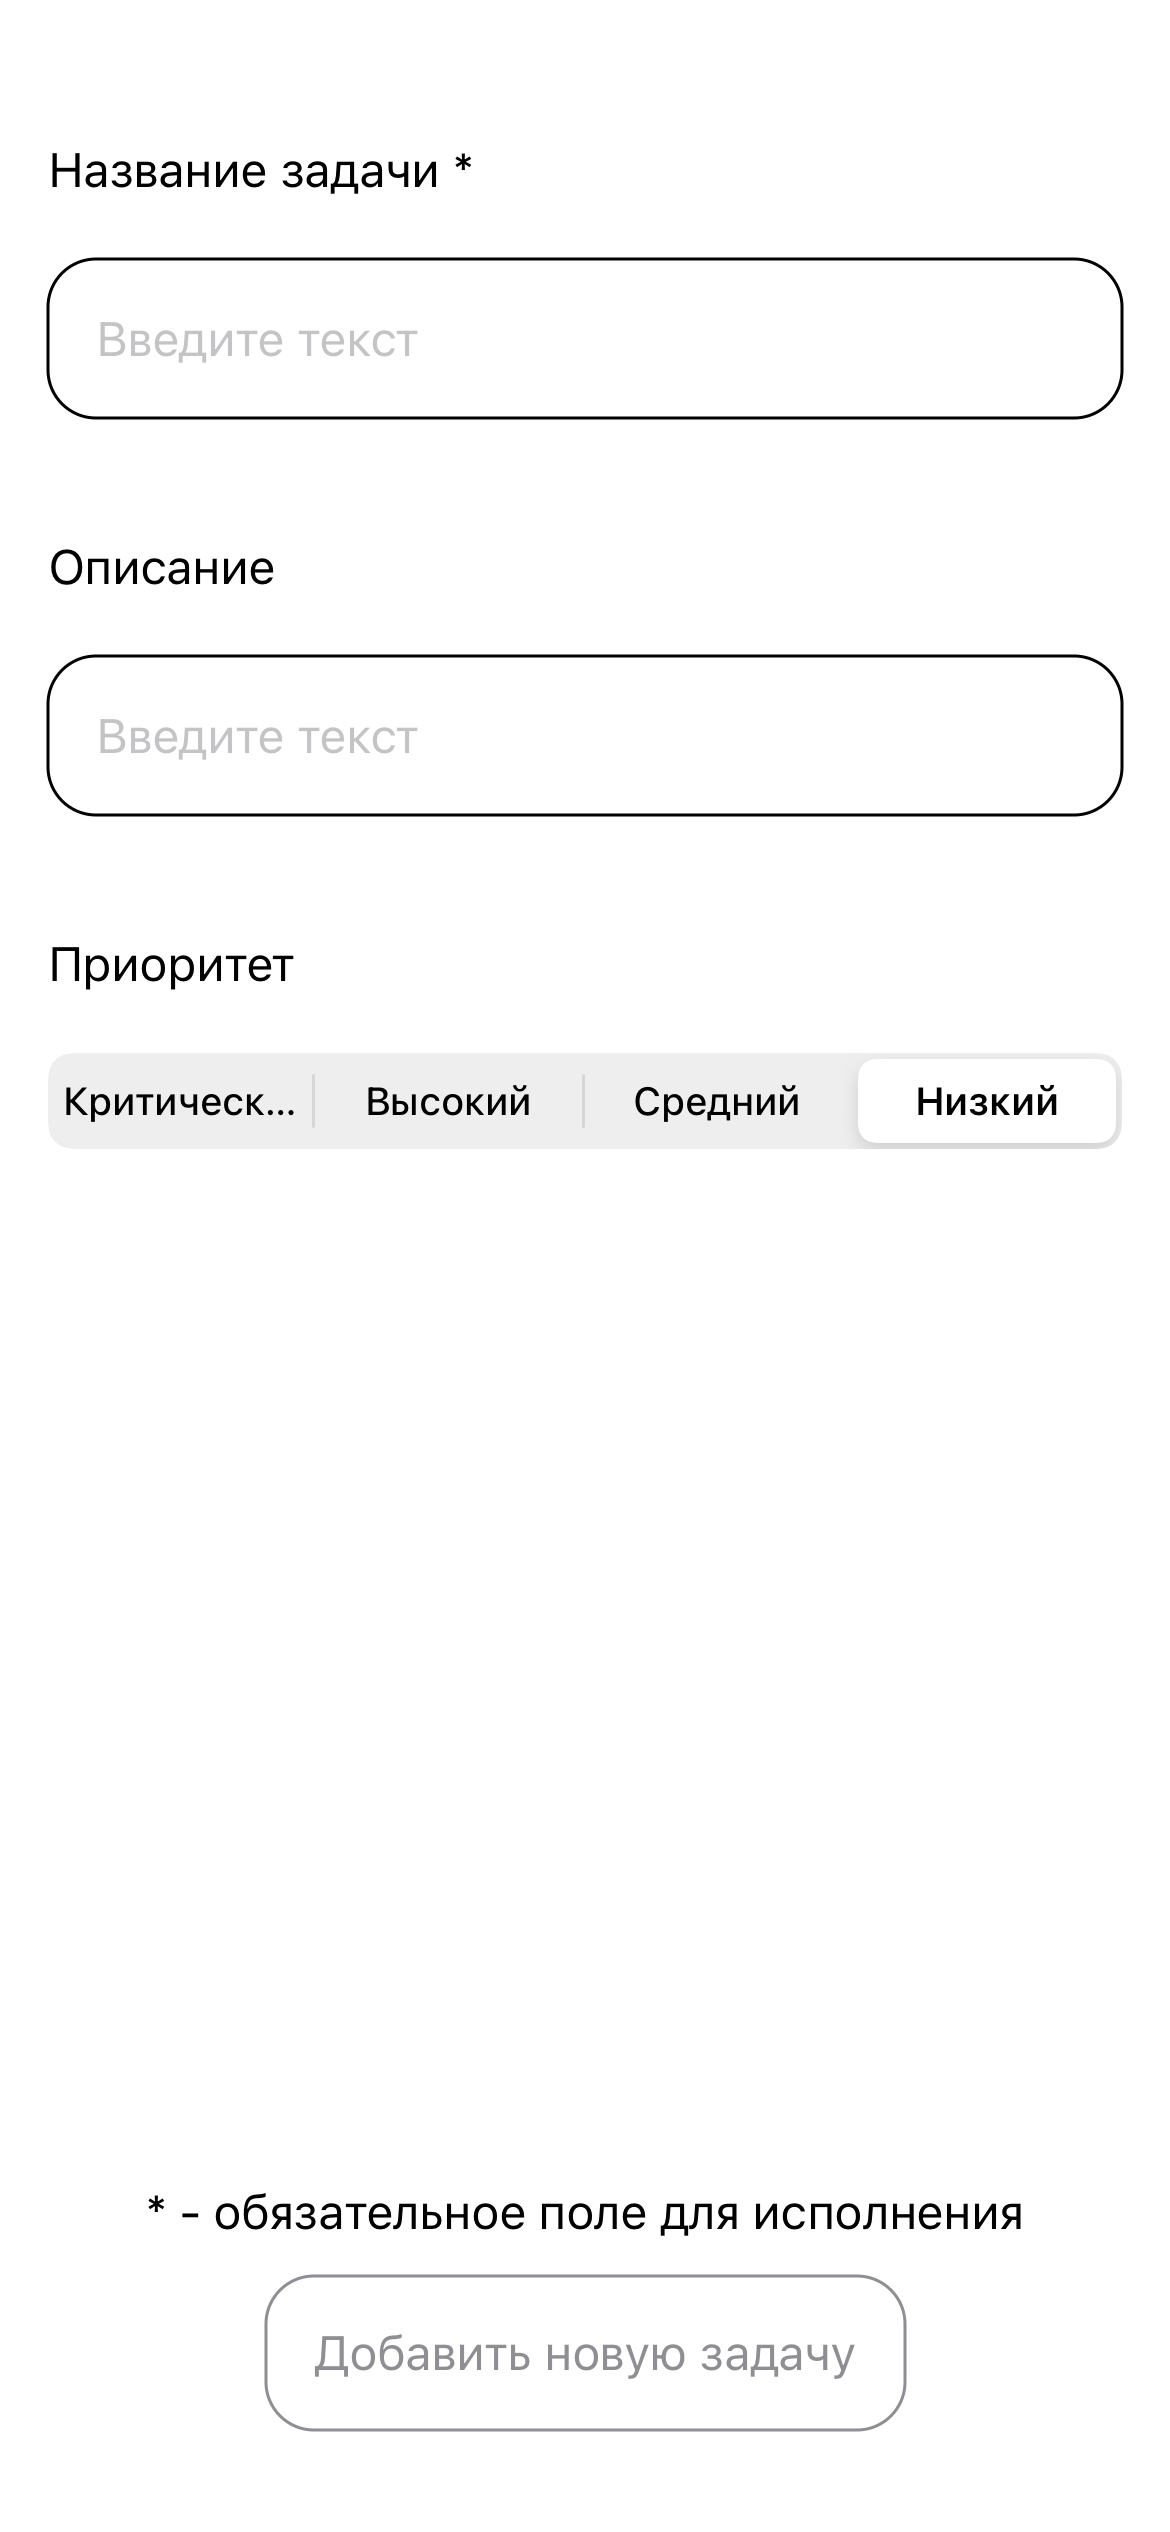 Название задачи *
Введите текст
Описание
Введите текст
Приоритет
Критическ... Высокий Средний Низкий
* - обязательное поле для исполнения
Добавить новую задачу